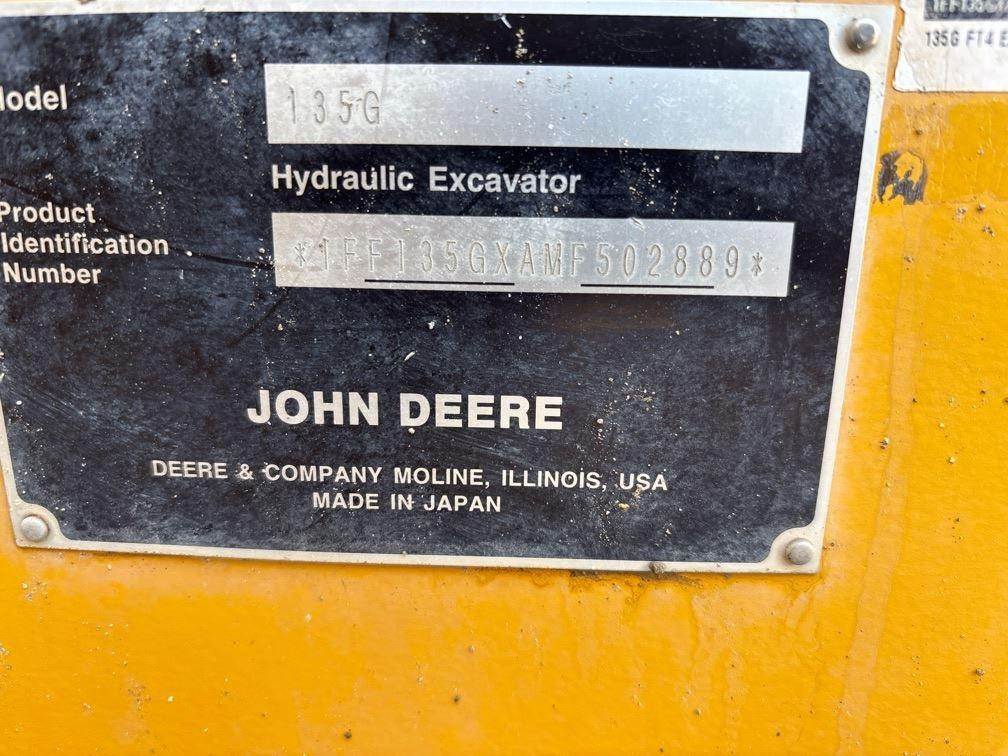 135G FT4 E
odel
135G
Hydraulic Excavator
Product
Identification
Number
*1FF135GXAMF502889*
JOHN DEERE
DEERE & COMPANY MOLINE, ILLINOIS, USA
MADE IN JAPAN